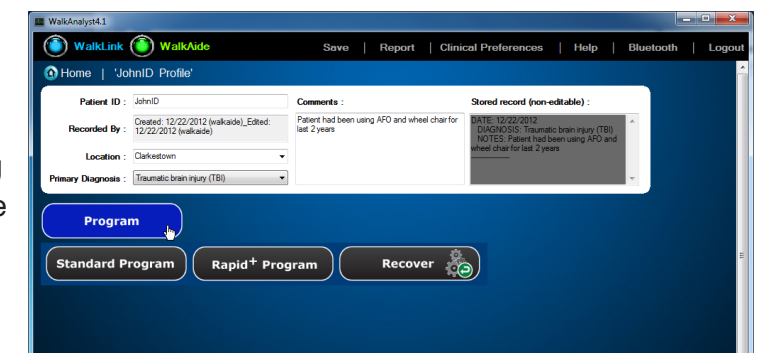 WalkAnalyst4.1
WalkLink WalkAide Save | Report | Clinical Preferences | Help | Bluetooth | Logout
Home | 'JohnID Profile'
Patient ID : JohnID
Recorded By : Created: 12/22/2012 (walkaide)_Edited:
12/22/2012 (walkaide)
Location : Clarkestown
Primary Diagnosis : Traumatic brain injury (TBI)
Comments :
Patient had been using AFO and wheel chair for
last 2 years
Stored record (non-editable) :
DATE: 12/22/2012
DIAGNOSIS: Traumatic brain injury (TBI)
NOTES: Patient had been using AFO and
wheel chair for last 2 years
----------------
g
e
Program
Standard Program Rapid+ Program Recover